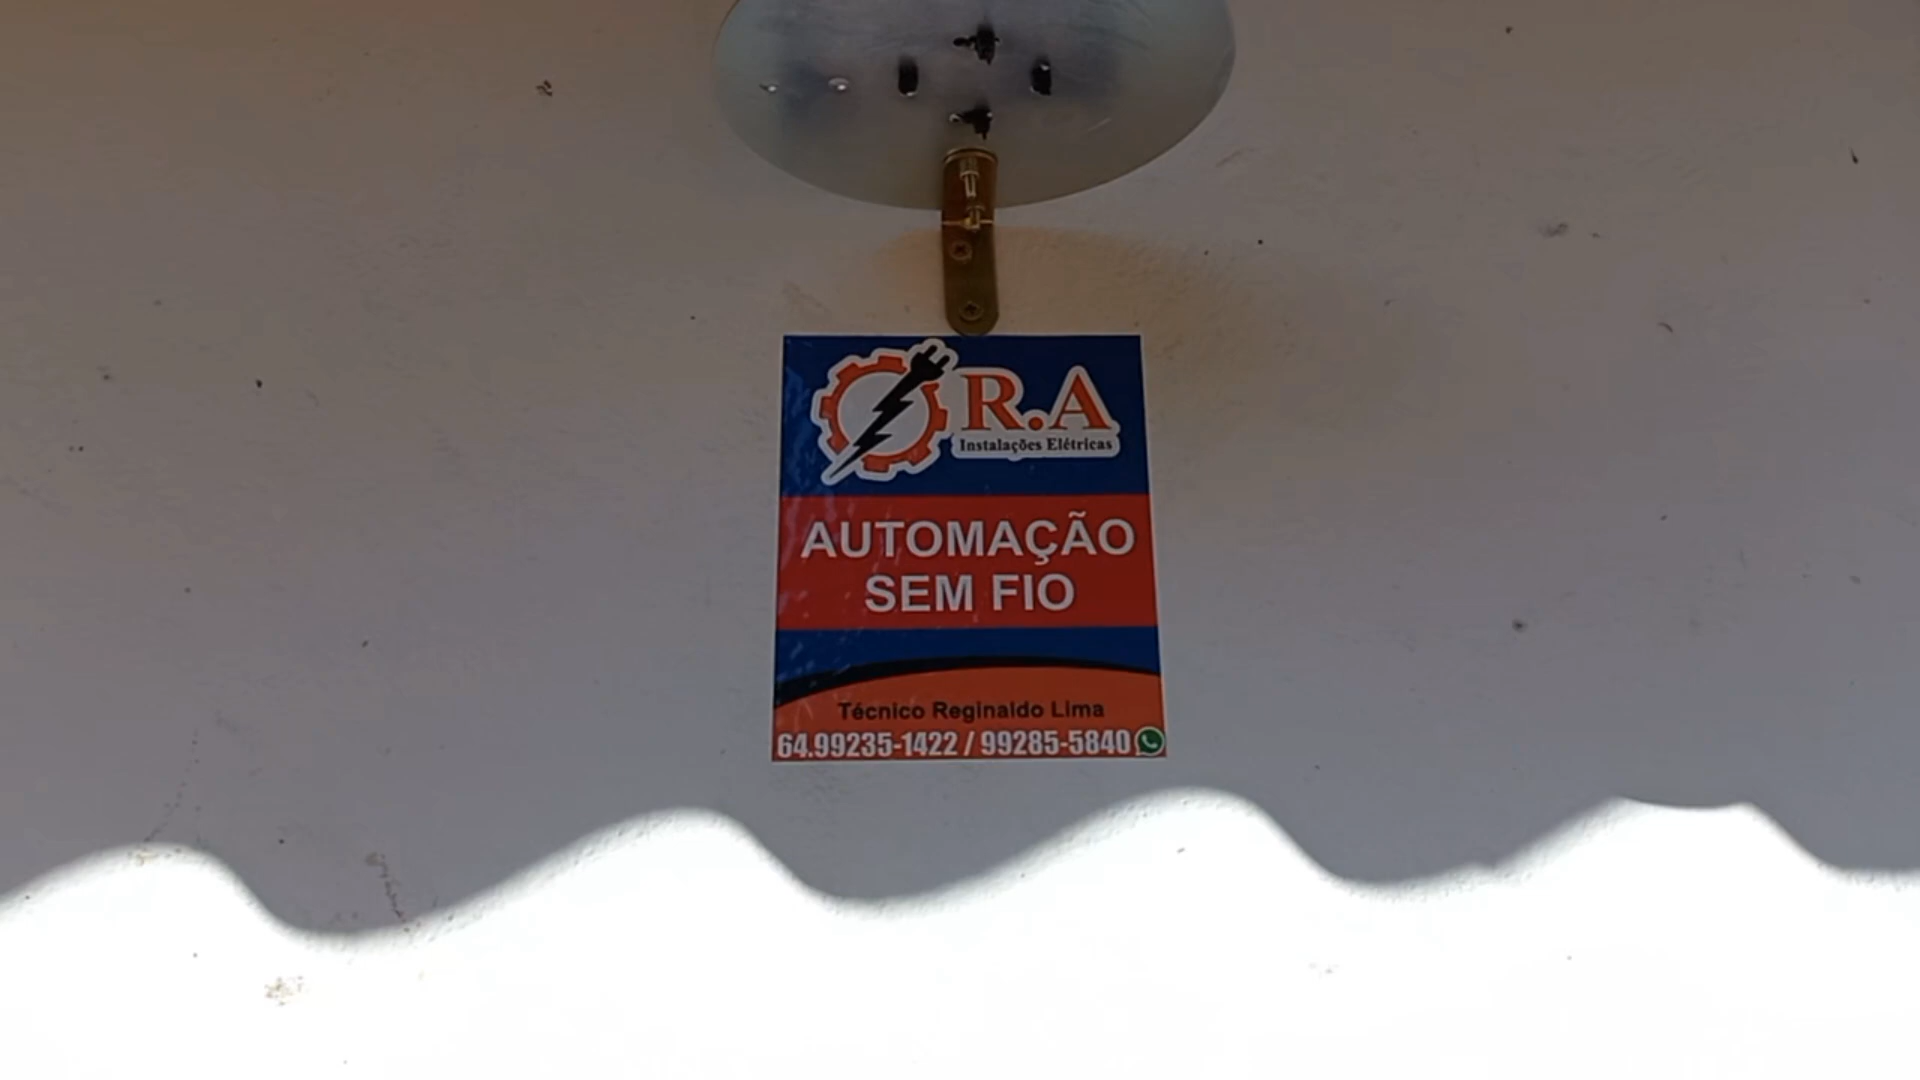 R.A
Instalações Elétricas
AUTOMAÇÃO
SEM FIO
Técnico Reginaldo Lima
64.99235-1422 / 99285-5840